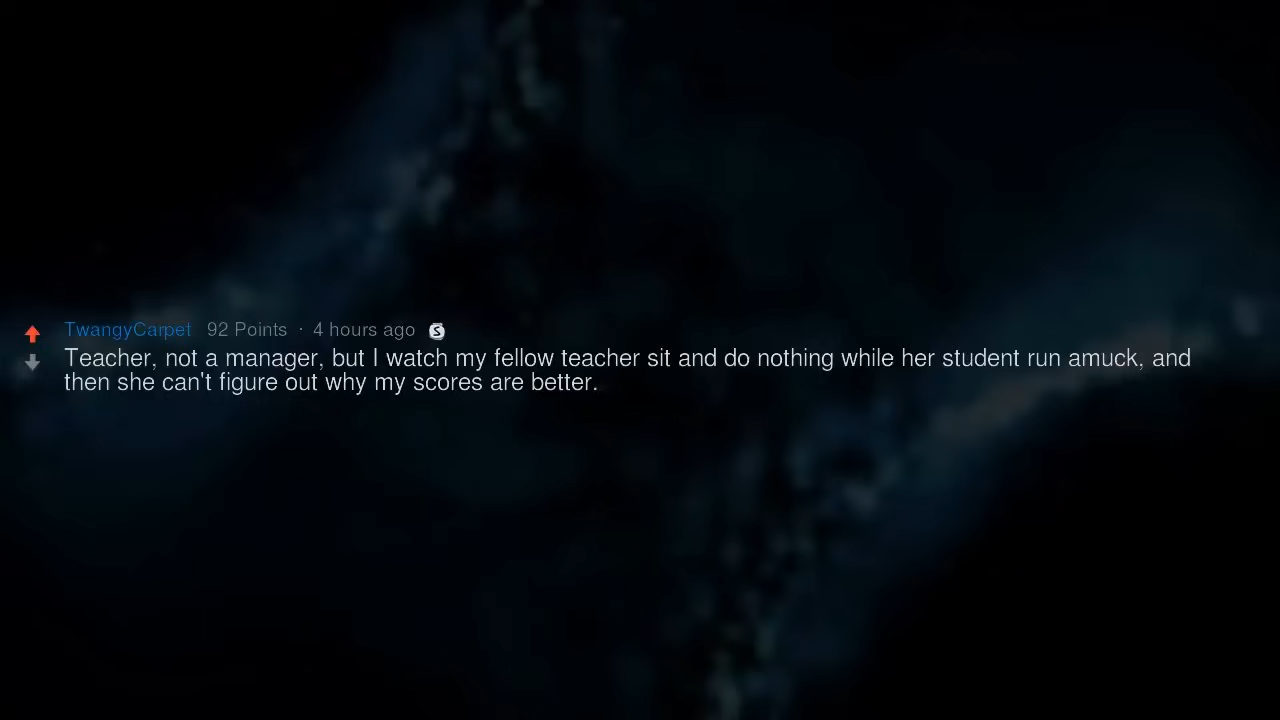 TwangyCarpet 92 Points · 4 hours ago S
Teacher, not a manager, but I watch my fellow teacher sit and do nothing while her student run amuck, and
then she can't figure out why my scores are better.